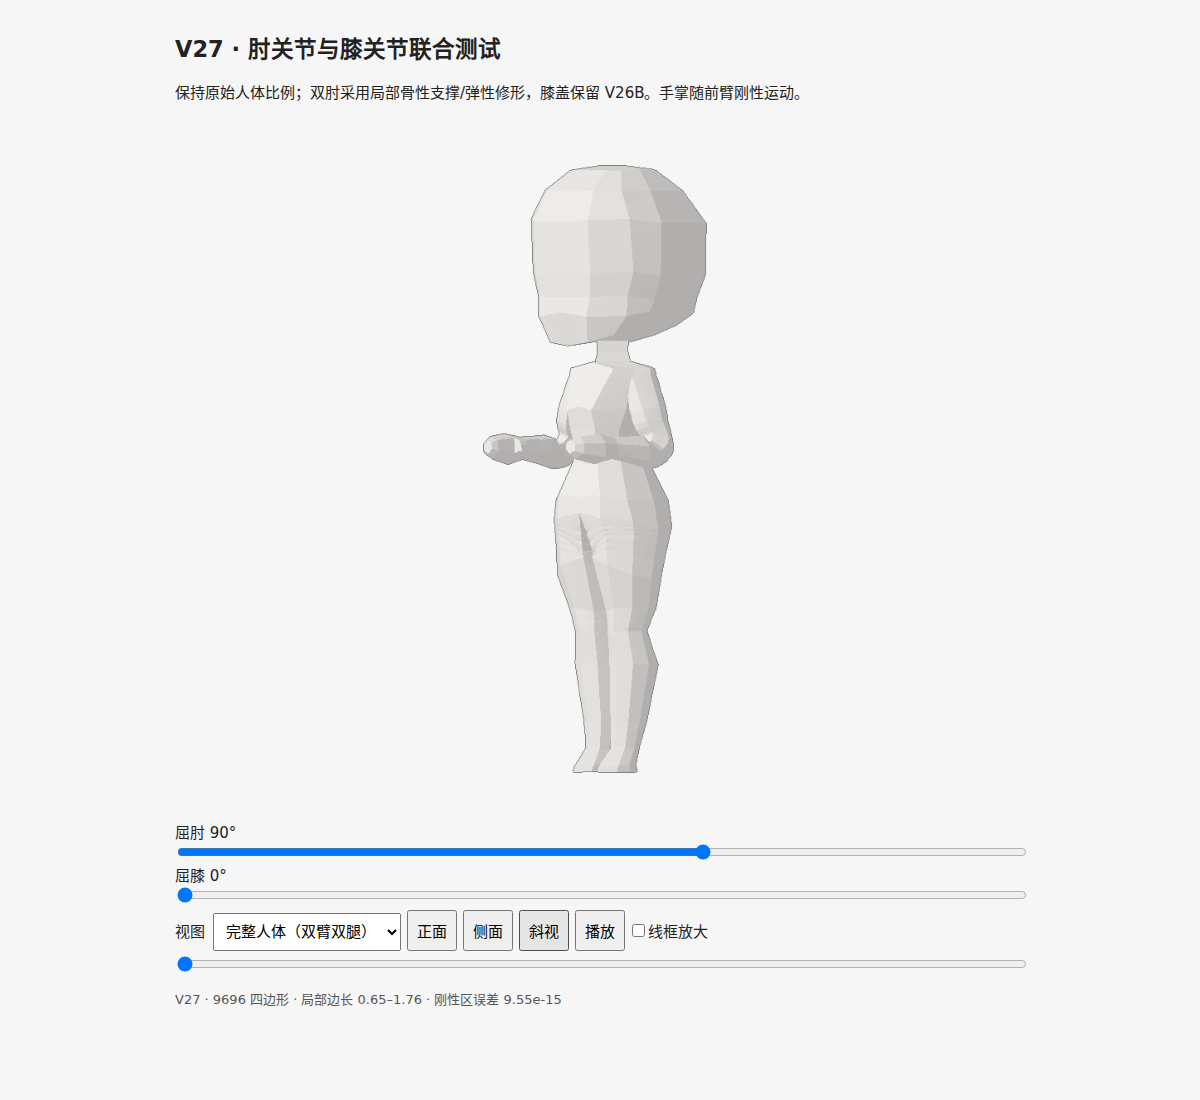 V27 · 肘关节与膝关节联合测试
保持原始人体比例；双肘采用局部骨性支撑/弹性修形，膝盖保留 V26B。手掌随前臂刚性运动。
屈肘 90°
屈膝 0°
视图 完整人体（双臂双腿） 正面 侧面 斜视 播放 线框放大
V27 · 9696 四边形 · 局部边长 0.65–1.76 · 刚性区误差 9.55e-15